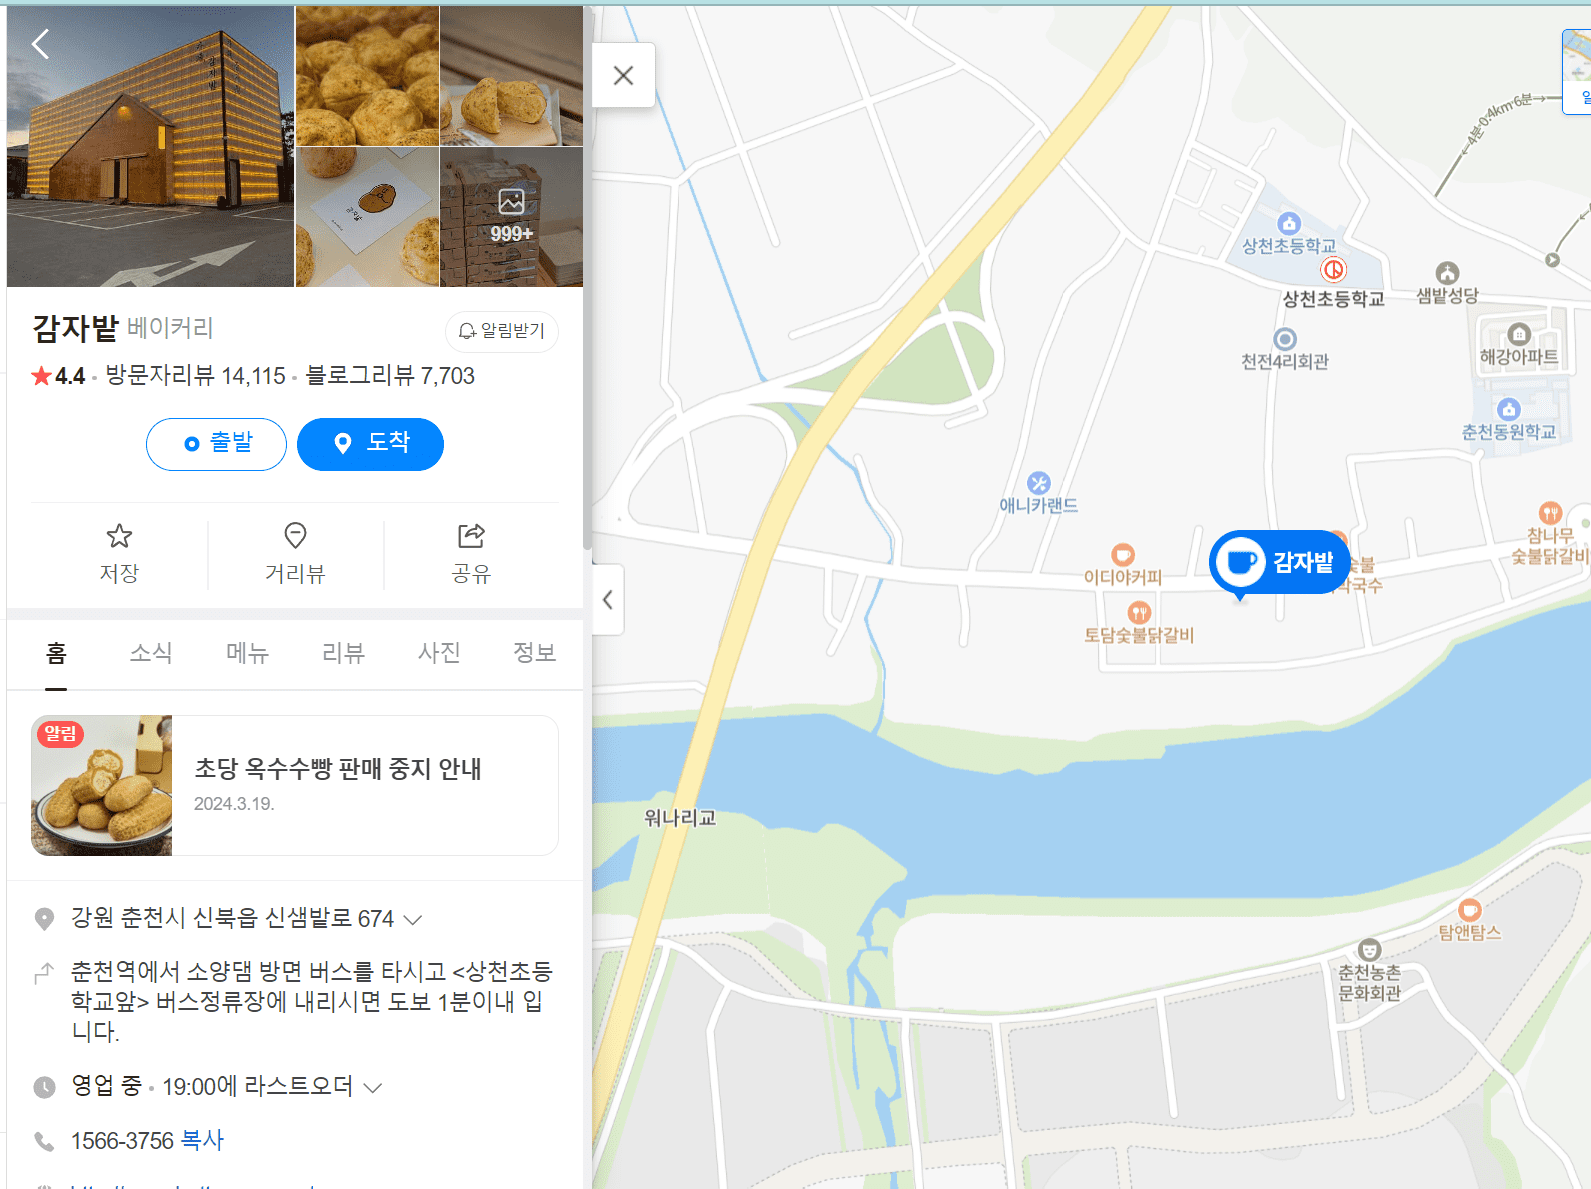 999+
감자밭 베이커리
알림받기
4.4 · 방문자리뷰 14,115 · 블로그리뷰 7,703
출발
도착
저장
거리뷰
공유
홈 소식 메뉴 리뷰 사진 정보
알림
초당 옥수수빵 판매 중지 안내
2024.3.19.
강원 춘천시 신북읍 신샘밭로 674
춘천역에서 소양댐 방면 버스를 타시고 <상천초등
학교앞> 버스정류장에 내리시면 도보 1분이내 입
니다.
영업 중 · 19:00에 라스트오더
1566-3756 복사
←4분 0.4km 6분→
상천초등학교
상천초등학교
샘밭성당
천전4리회관
해강아파트
춘천동원학교
애니카랜드
참나무
숯불닭갈비
감자밭
숯불
막국수
이디야커피
토담숯불닭갈비
워나리교
탐앤탐스
춘천농촌
문화회관